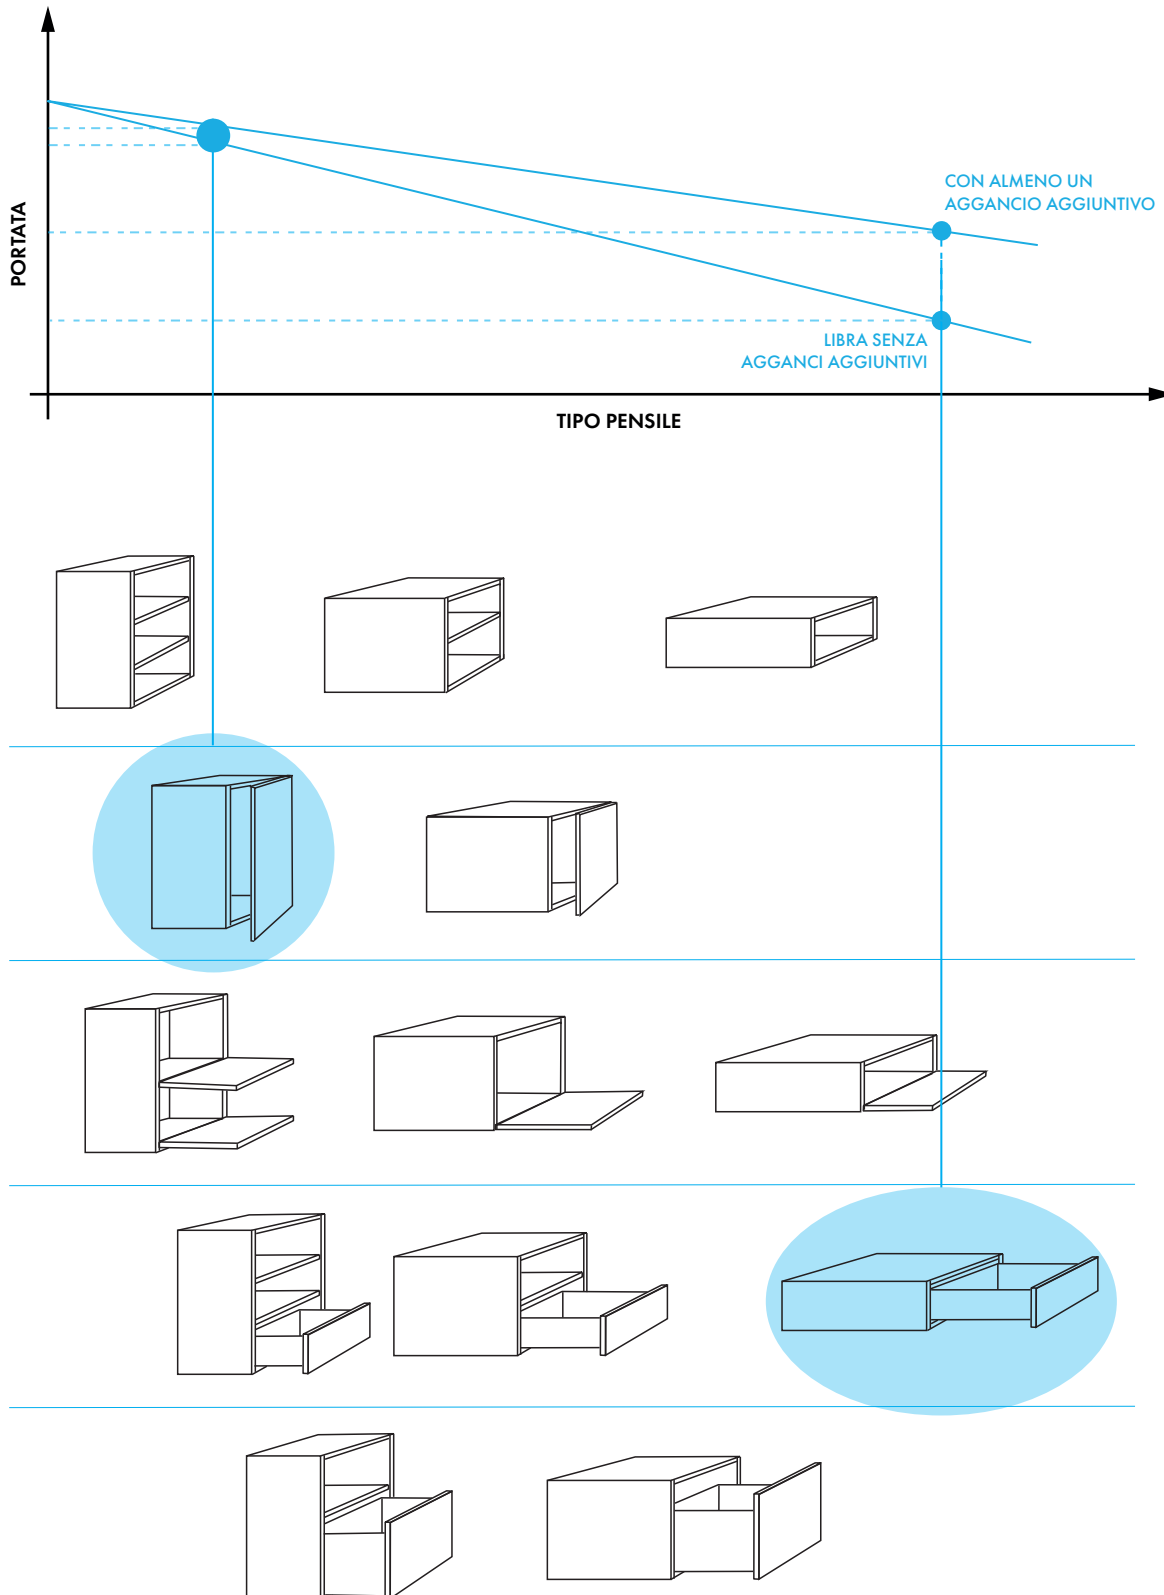 PORTATA
CON ALMENO UN
AGGANCIO AGGIUNTIVO
LIBRA SENZA
AGGANCI AGGIUNTIVI
TIPO PENSILE